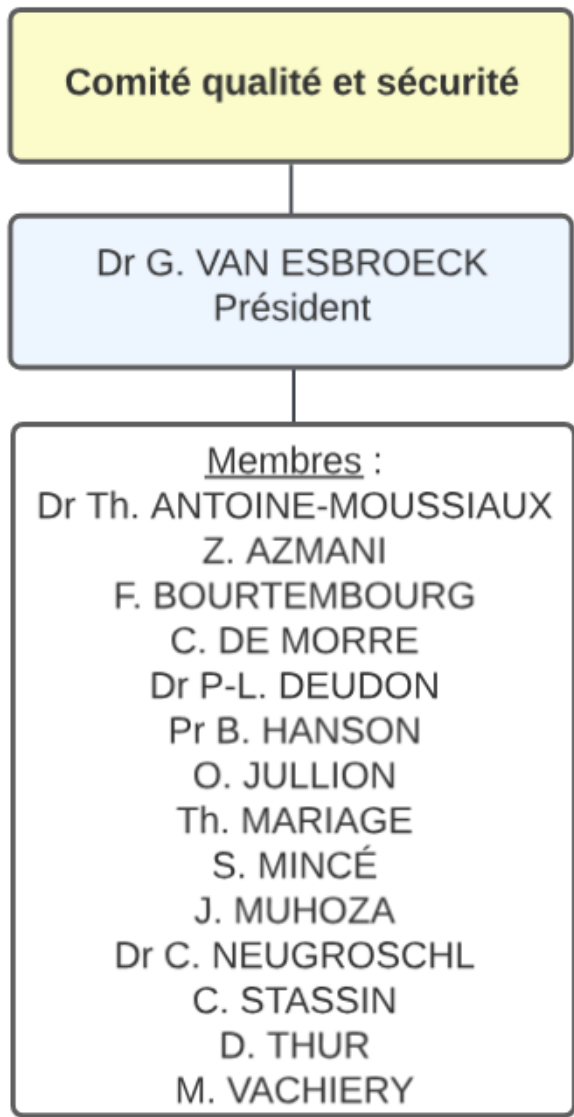 Comité qualité et sécurité
Dr G. VAN ESBROECK
Président
Membres :
Dr Th. ANTOINE-MOUSSIAUX
Z. AZMANI
F. BOURTEMBOURG
C. DE MORRE
Dr P-L. DEUDON
Pr B. HANSON
O. JULLION
Th. MARIAGE
S. MINCÉ
J. MUHOZA
Dr C. NEUGROSCHL
C. STASSIN
D. THUR
M. VACHIERY